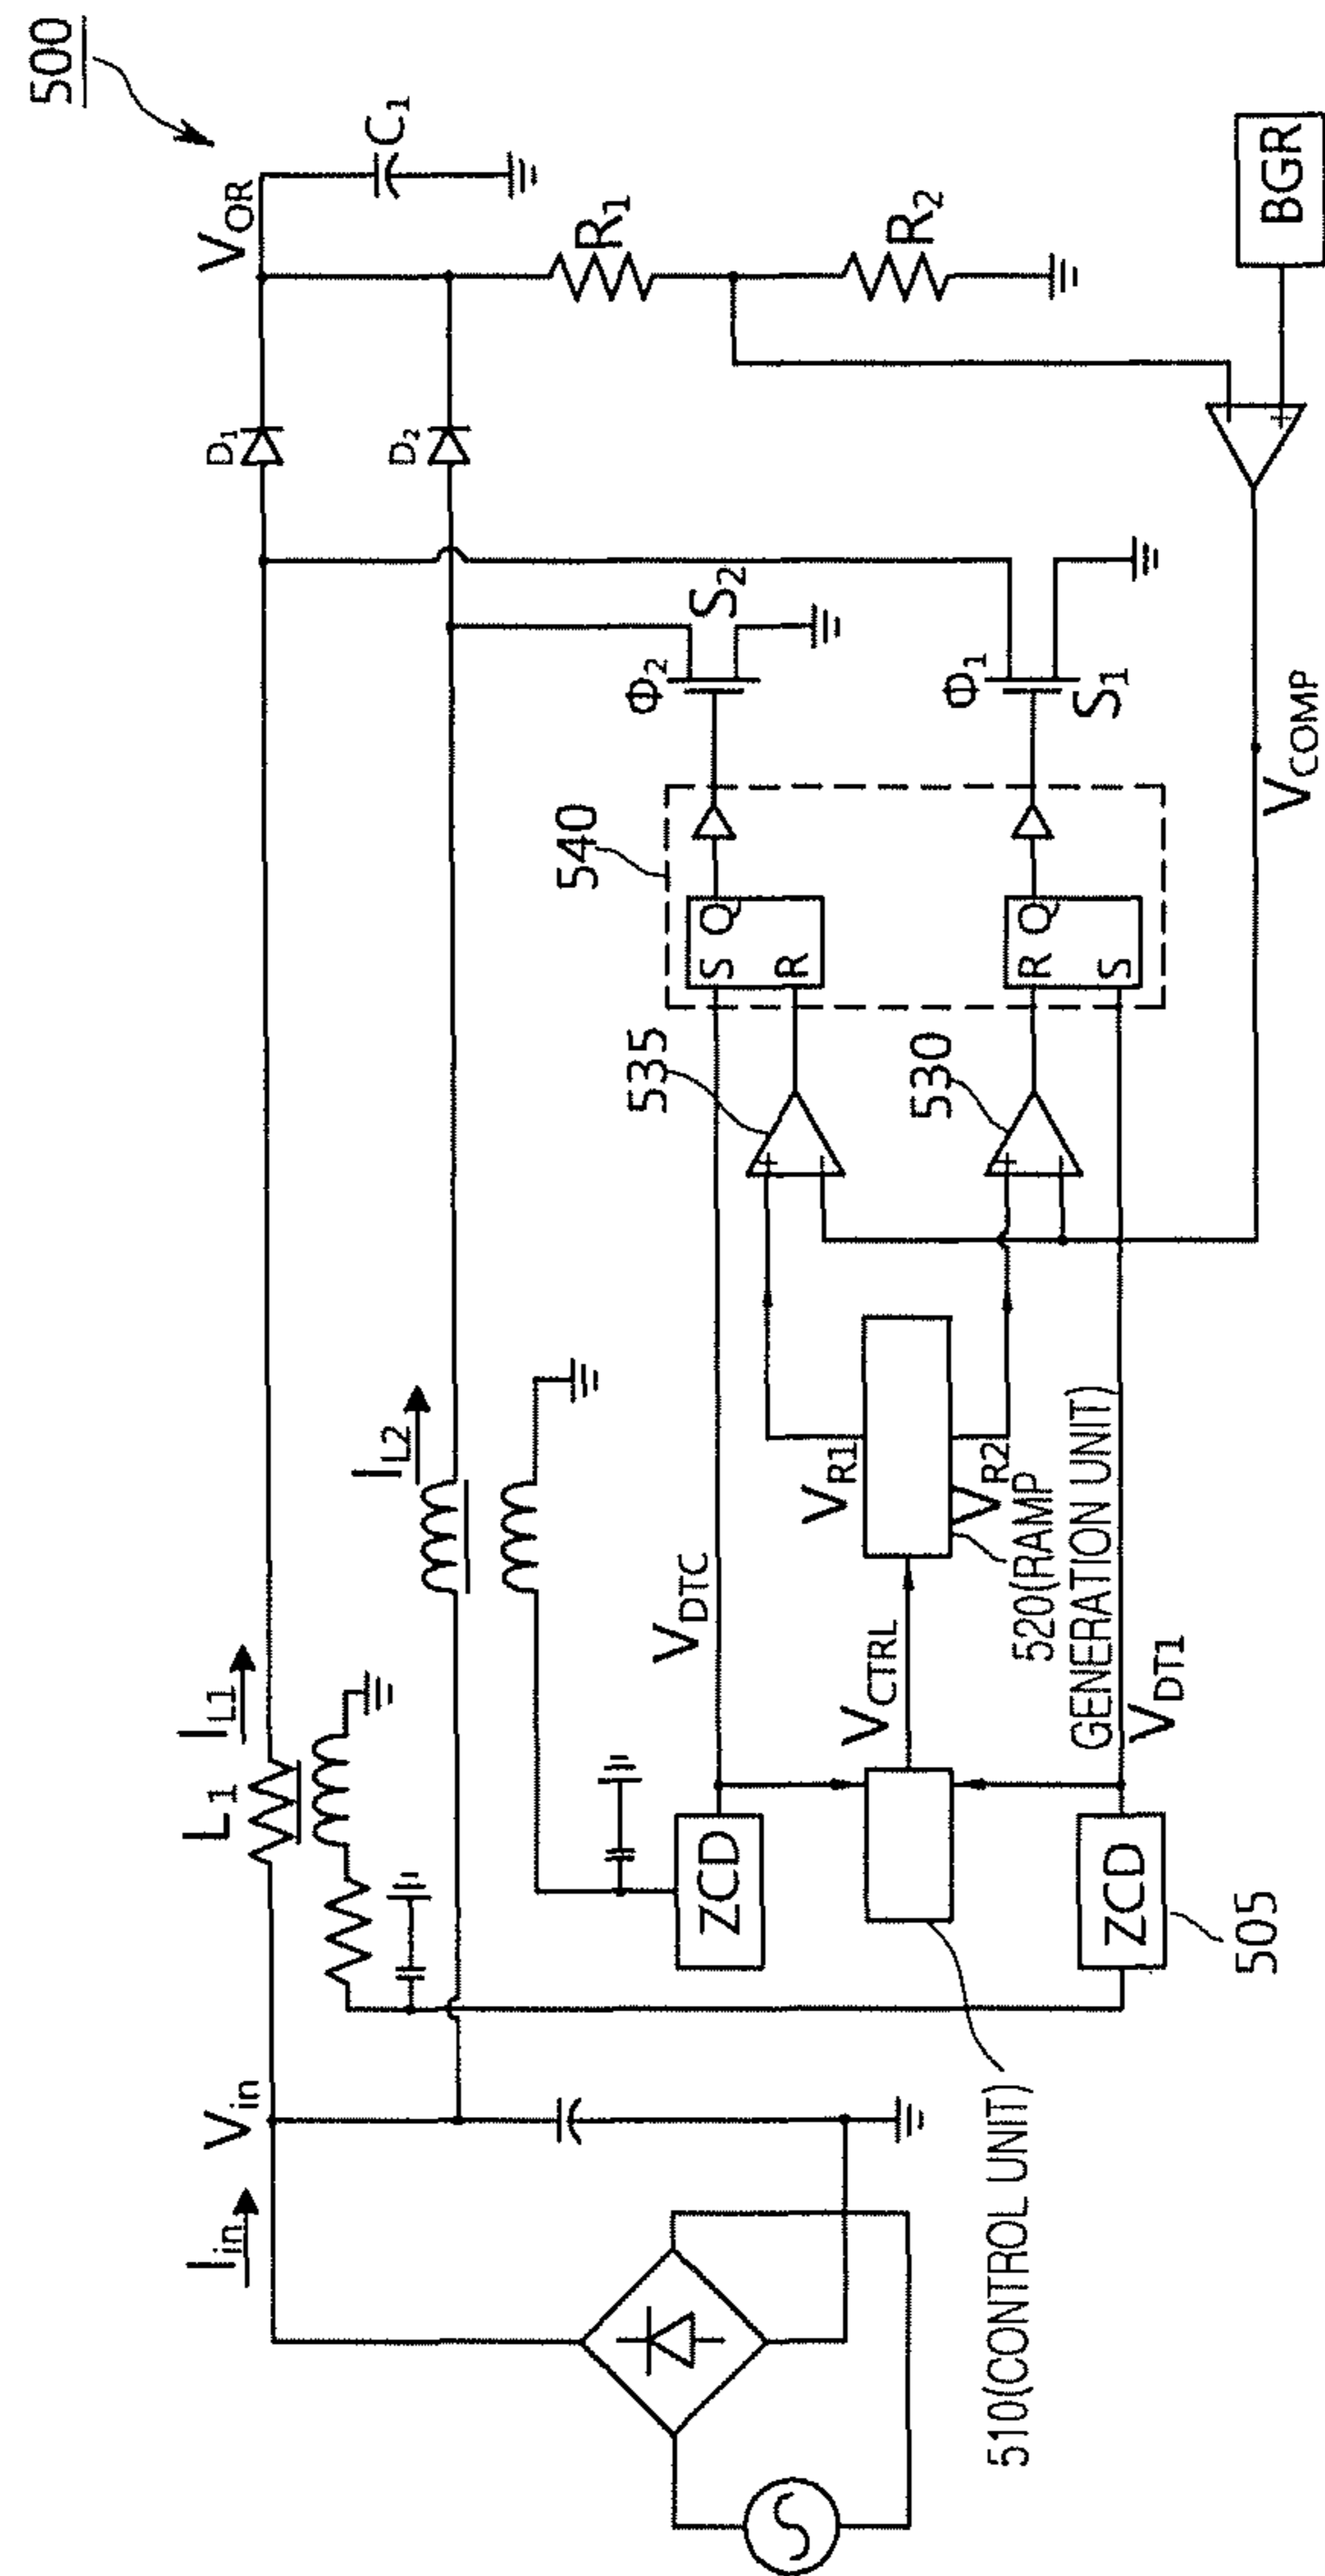 500
Iin
Vin
L1
IL1
IL2
D1
D2
VOR
C1
R1
R2
BGR
VCOMP
Φ2
S2
Φ1
S1
540
S
Q
R
R
Q
S
535
530
+
−
+
−
+
VDTC
VCTRL
VR1
VR2
520(RAMP
GENERATION UNIT)
VDT1
ZCD
ZCD
505
510(CONTROL UNIT)